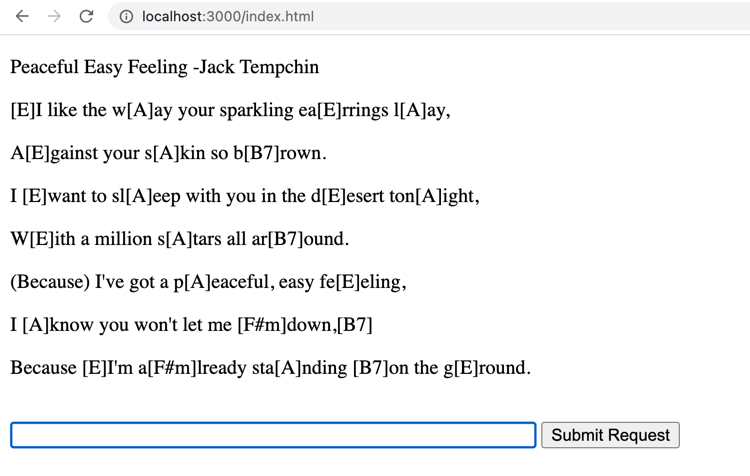 localhost:3000/index.html
Peaceful Easy Feeling -Jack Tempchin
[E]I like the w[A]ay your sparkling ea[E]rrings l[A]ay,
A[E]gainst your s[A]kin so b[B7]rown.
I [E]want to sl[A]eep with you in the d[E]esert ton[A]ight,
W[E]ith a million s[A]tars all ar[B7]ound.
(Because) I've got a p[A]eaceful, easy fe[E]eling,
I [A]know you won't let me [F#m]down,[B7]
Because [E]I'm a[F#m]lready sta[A]nding [B7]on the g[E]round.
Submit Request